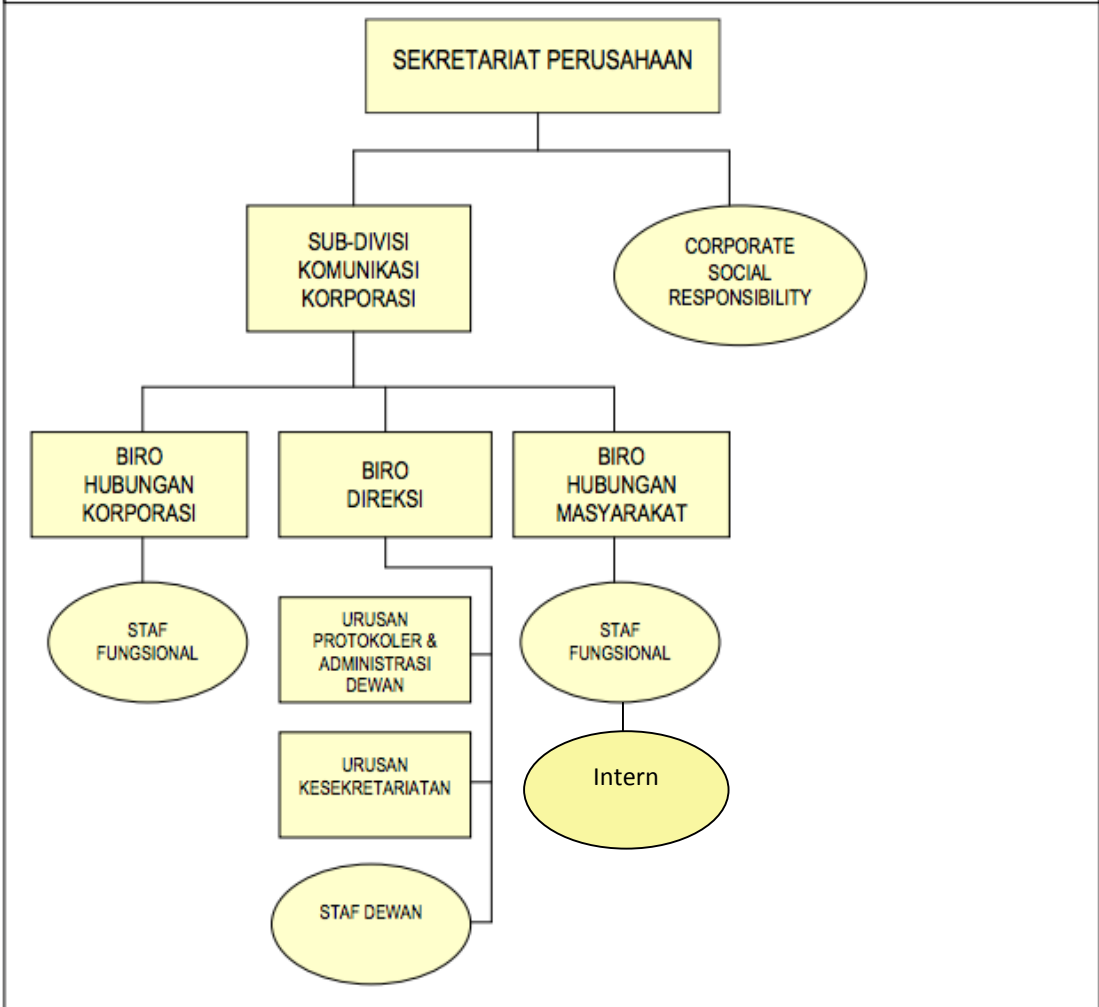 SEKRETARIAT PERUSAHAAN
SUB-DIVISI
KOMUNIKASI
KORPORASI
CORPORATE
SOCIAL
RESPONSIBILITY
BIRO
HUBUNGAN
KORPORASI
BIRO
DIREKSI
BIRO
HUBUNGAN
MASYARAKAT
STAF
FUNGSIONAL
URUSAN
PROTOKOLER &
ADMINISTRASI
DEWAN
STAF
FUNGSIONAL
URUSAN
KESEKRETARIATAN
Intern
STAF DEWAN